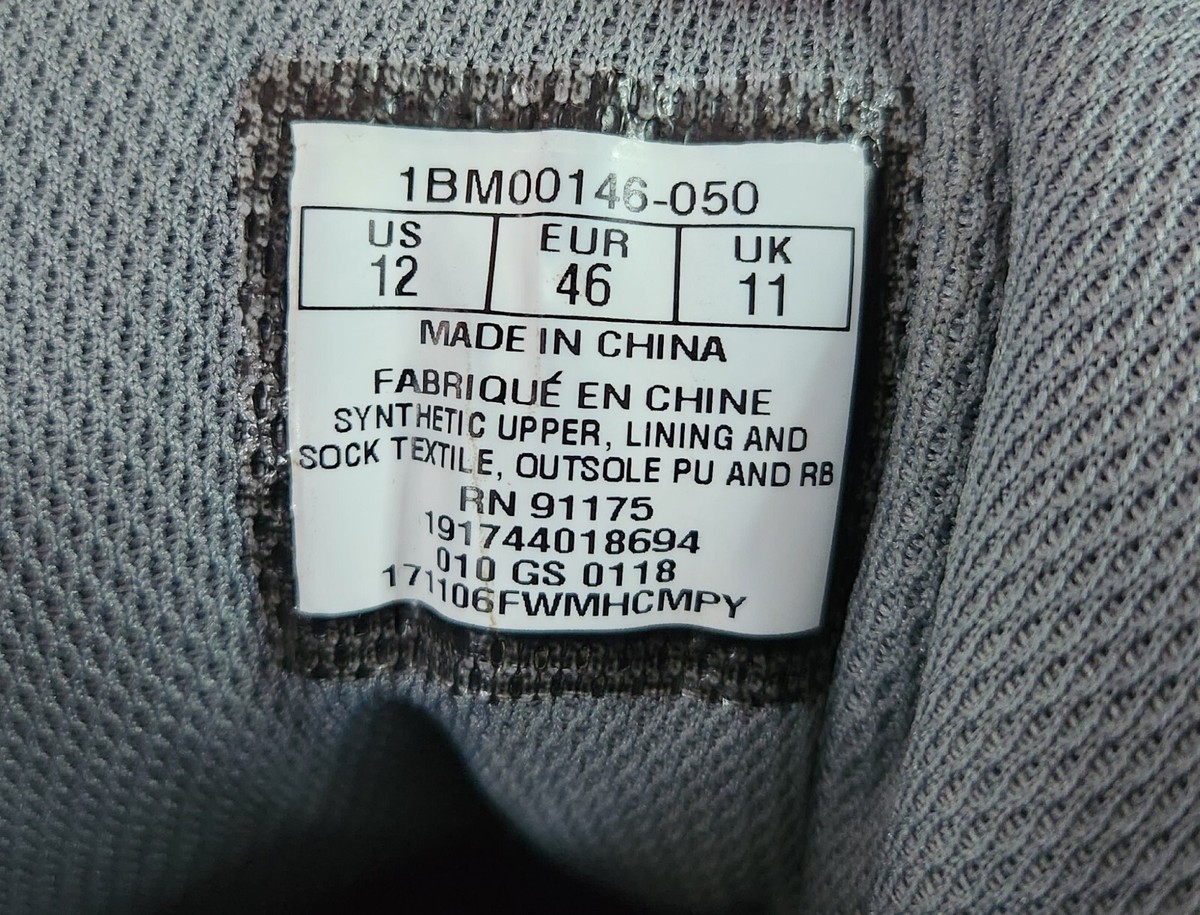 1BM00146-050
US EUR UK
12 46 11
MADE IN CHINA
FABRIQUÉ EN CHINE
SYNTHETIC UPPER, LINING AND
SOCK TEXTILE, OUTSOLE PU AND RB
RN 91175
191744018694
010 GS 0118
171106FWMHCMPY